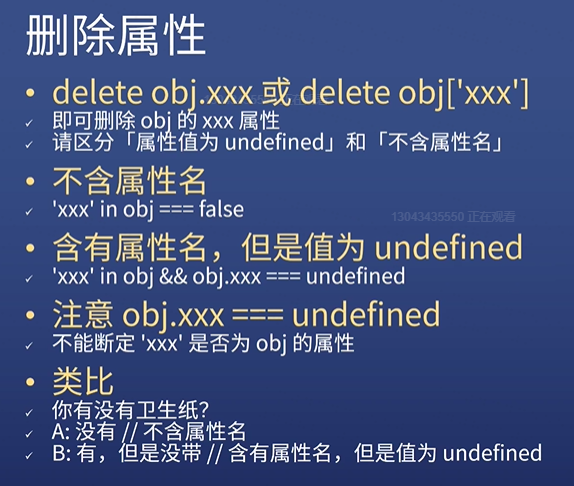 删除属性
delete obj.xxx 或 delete obj['xxx']
即可删除 obj 的 xxx 属性
请区分「属性值为 undefined」和「不含属性名」
不含属性名
'xxx' in obj === false
13043435550 正在观看
含有属性名，但是值为 undefined
'xxx' in obj && obj.xxx === undefined
注意 obj.xxx === undefined
不能断定 'xxx' 是否为 obj 的属性
类比
你有没有卫生纸？
A: 没有 // 不含属性名
B: 有，但是没带 // 含有属性名，但是值为 undefined